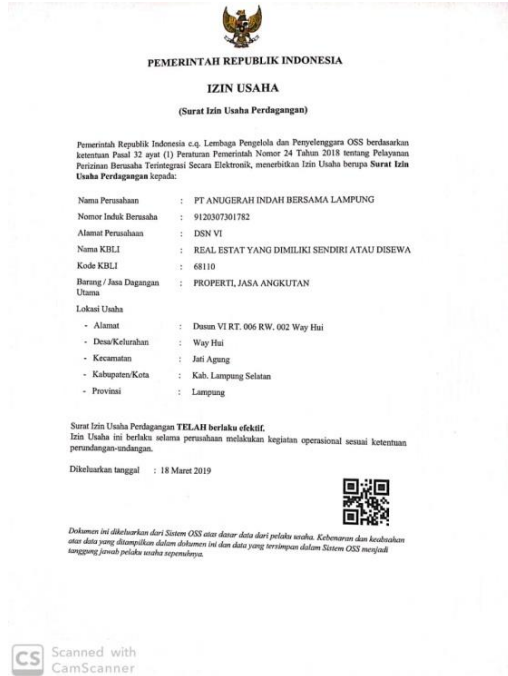 PEMERINTAH REPUBLIK INDONESIA
IZIN USAHA
(Surat Izin Usaha Perdagangan)
Pemerintah Republik Indonesia c.q. Lembaga Pengelola dan Penyelenggara OSS berdasarkan
ketentuan Pasal 32 ayat (1) Peraturan Pemerintah Nomor 24 Tahun 2018 tentang Pelayanan
Perizinan Berusaha Terintegrasi Secara Elektronik, menerbitkan Izin Usaha berupa Surat Izin
Usaha Perdagangan kepada:
Nama Perusahaan : PT ANUGERAH INDAH BERSAMA LAMPUNG
Nomor Induk Berusaha : 9120307301782
Alamat Perusahaan : DSN VI
Nama KBLI : REAL ESTAT YANG DIMILIKI SENDIRI ATAU DISEWA
Kode KBLI : 68110
Barang / Jasa Dagangan : PROPERTI, JASA ANGKUTAN
Utama
Lokasi Usaha
- Alamat : Dusun VI RT. 006 RW. 002 Way Hui
- Desa/Kelurahan : Way Hui
- Kecamatan : Jati Agung
- Kabupaten/Kota : Kab. Lampung Selatan
- Provinsi : Lampung
Surat Izin Usaha Perdagangan TELAH berlaku efektif.
Izin Usaha ini berlaku selama perusahaan melakukan kegiatan operasional sesuai ketentuan
perundangan-undangan.
Dikeluarkan tanggal : 18 Maret 2019
Dokumen ini dikeluarkan dari Sistem OSS atas dasar data dari pelaku usaha. Kebenaran dan keabsahan
atas data yang ditampilkan dalam dokumen ini dan data yang tersimpan dalam Sistem OSS menjadi
tanggung jawab pelaku usaha sepenuhnya.
CS Scanned with
CamScanner